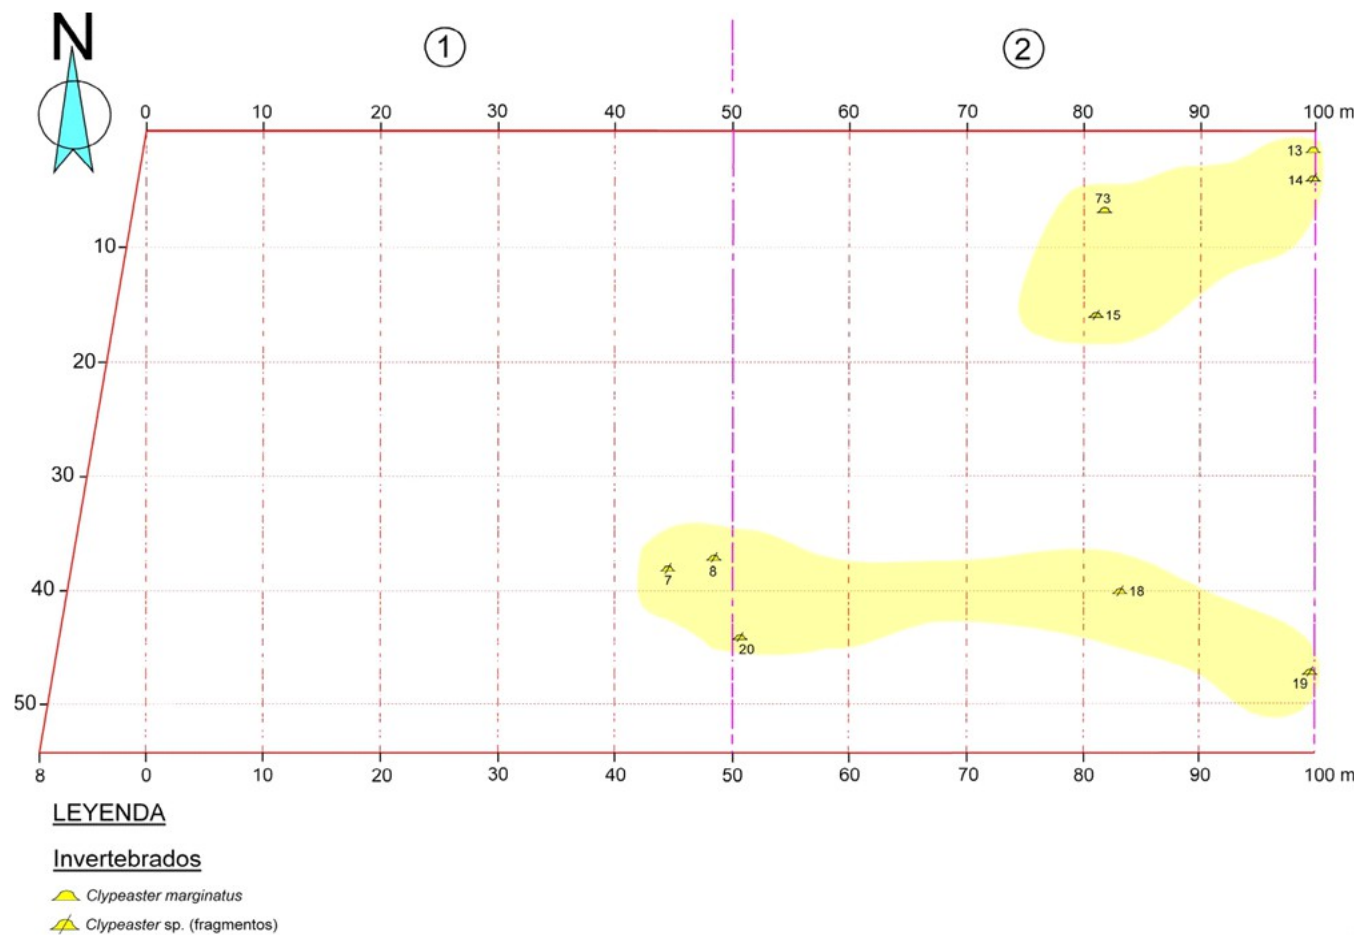 N
1 2
0 10 20 30 40 50 60 70 80 90 100 m
13
14
73
10
15
20
30
8
7
40 18
20
19
50
8 0 10 20 30 40 50 60 70 80 90 100 m
LEYENDA
Invertebrados
Clypeaster marginatus
Clypeaster sp. (fragmentos)